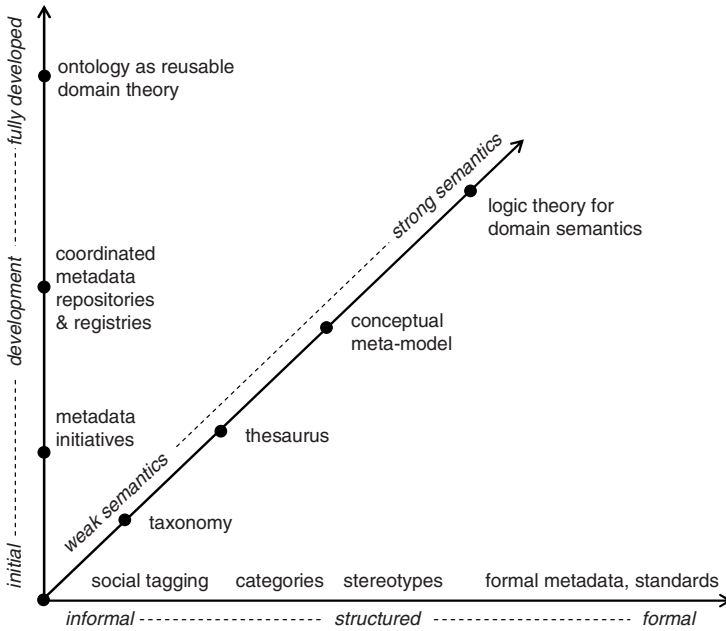 ontology as reusable
domain theory
fully developed
strong semantics
logic theory for
domain semantics
coordinated
metadata
repositories
& registries
development
conceptual
meta-model
metadata
initiatives
thesaurus
weak semantics
taxonomy
initial
social tagging categories stereotypes formal metadata, standards
informal structured formal